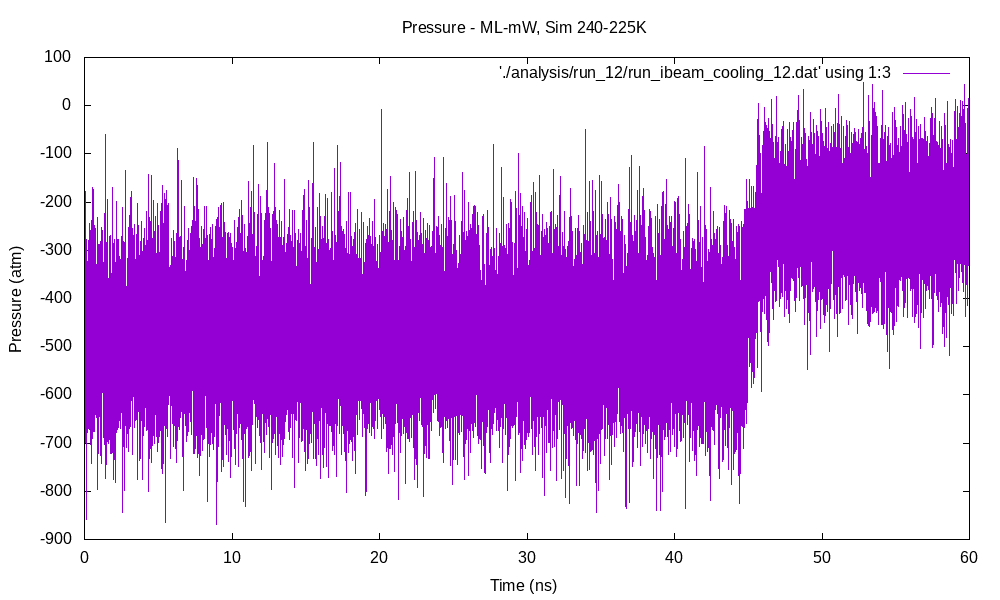 Pressure - ML-mW, Sim 240-225K
'./analysis/run_12/run_ibeam_cooling_12.dat' using 1:3
Pressure (atm)
100
0
-100
-200
-300
-400
-500
-600
-700
-800
-900
0 10 20 30 40 50 60
Time (ns)